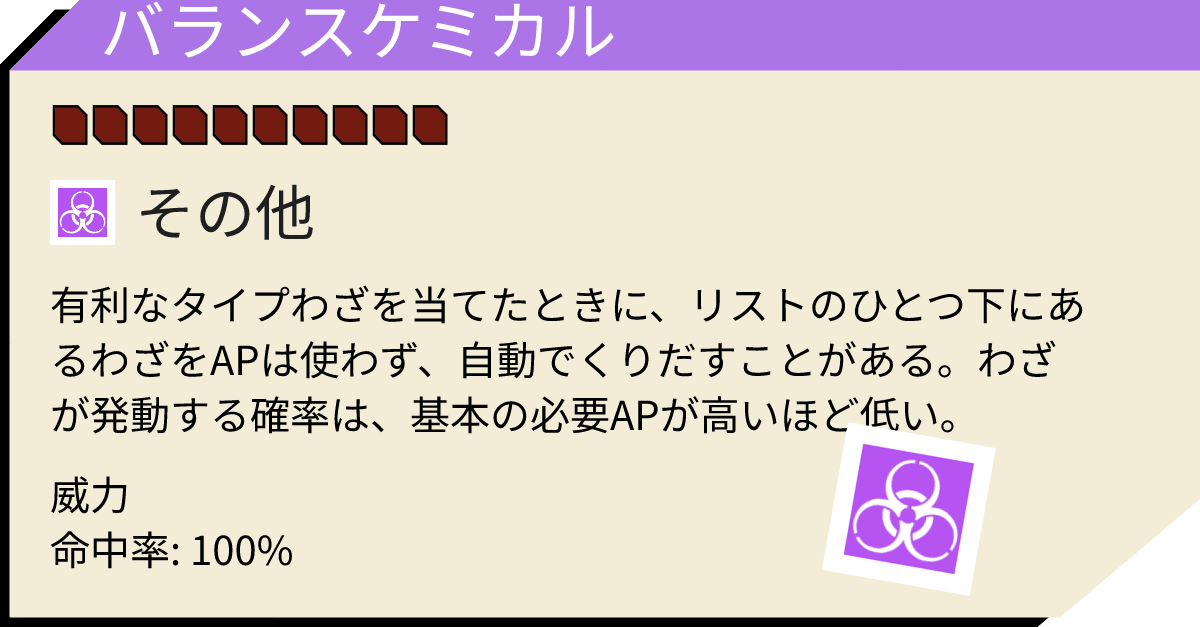 バランスケミカル
その他
有利なタイプわざを当てたときに、リストのひとつ下にあ
るわざをAPは使わず、自動でくりだすことがある。わざ
が発動する確率は、基本の必要APが高いほど低い。
威力
命中率: 100%